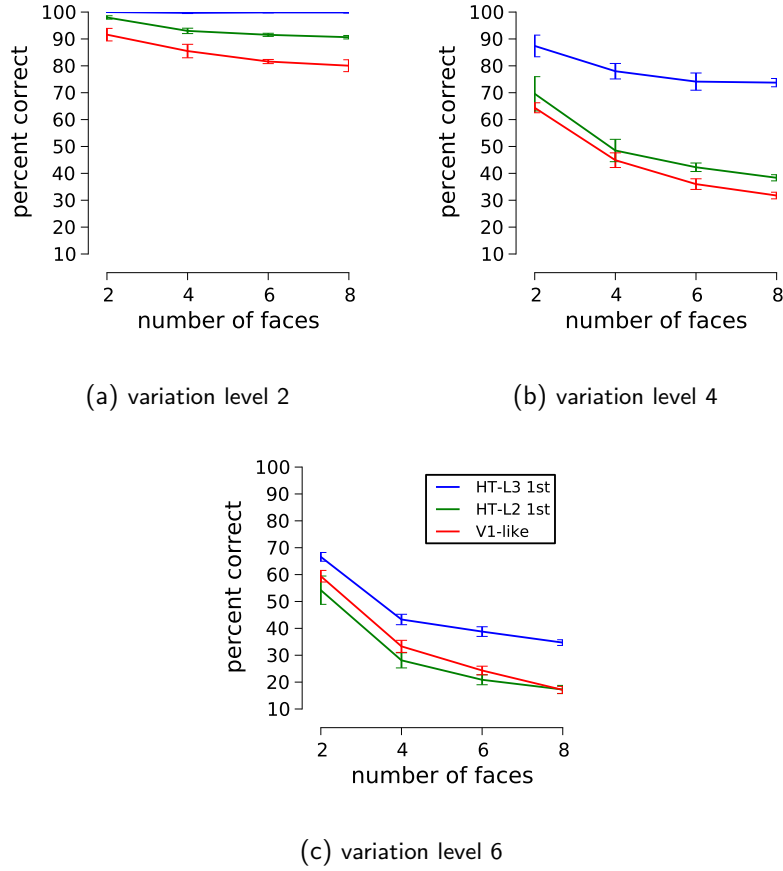 100
90
80
70
60
50
40
30
20
10
percent correct
2 4 6 8
number of faces
(a) variation level 2
100
90
80
70
60
50
40
30
20
10
percent correct
2 4 6 8
number of faces
(b) variation level 4
100
90
80
70
60
50
40
30
20
10
percent correct
HT-L3 1st
HT-L2 1st
V1-like
2 4 6 8
number of faces
(c) variation level 6